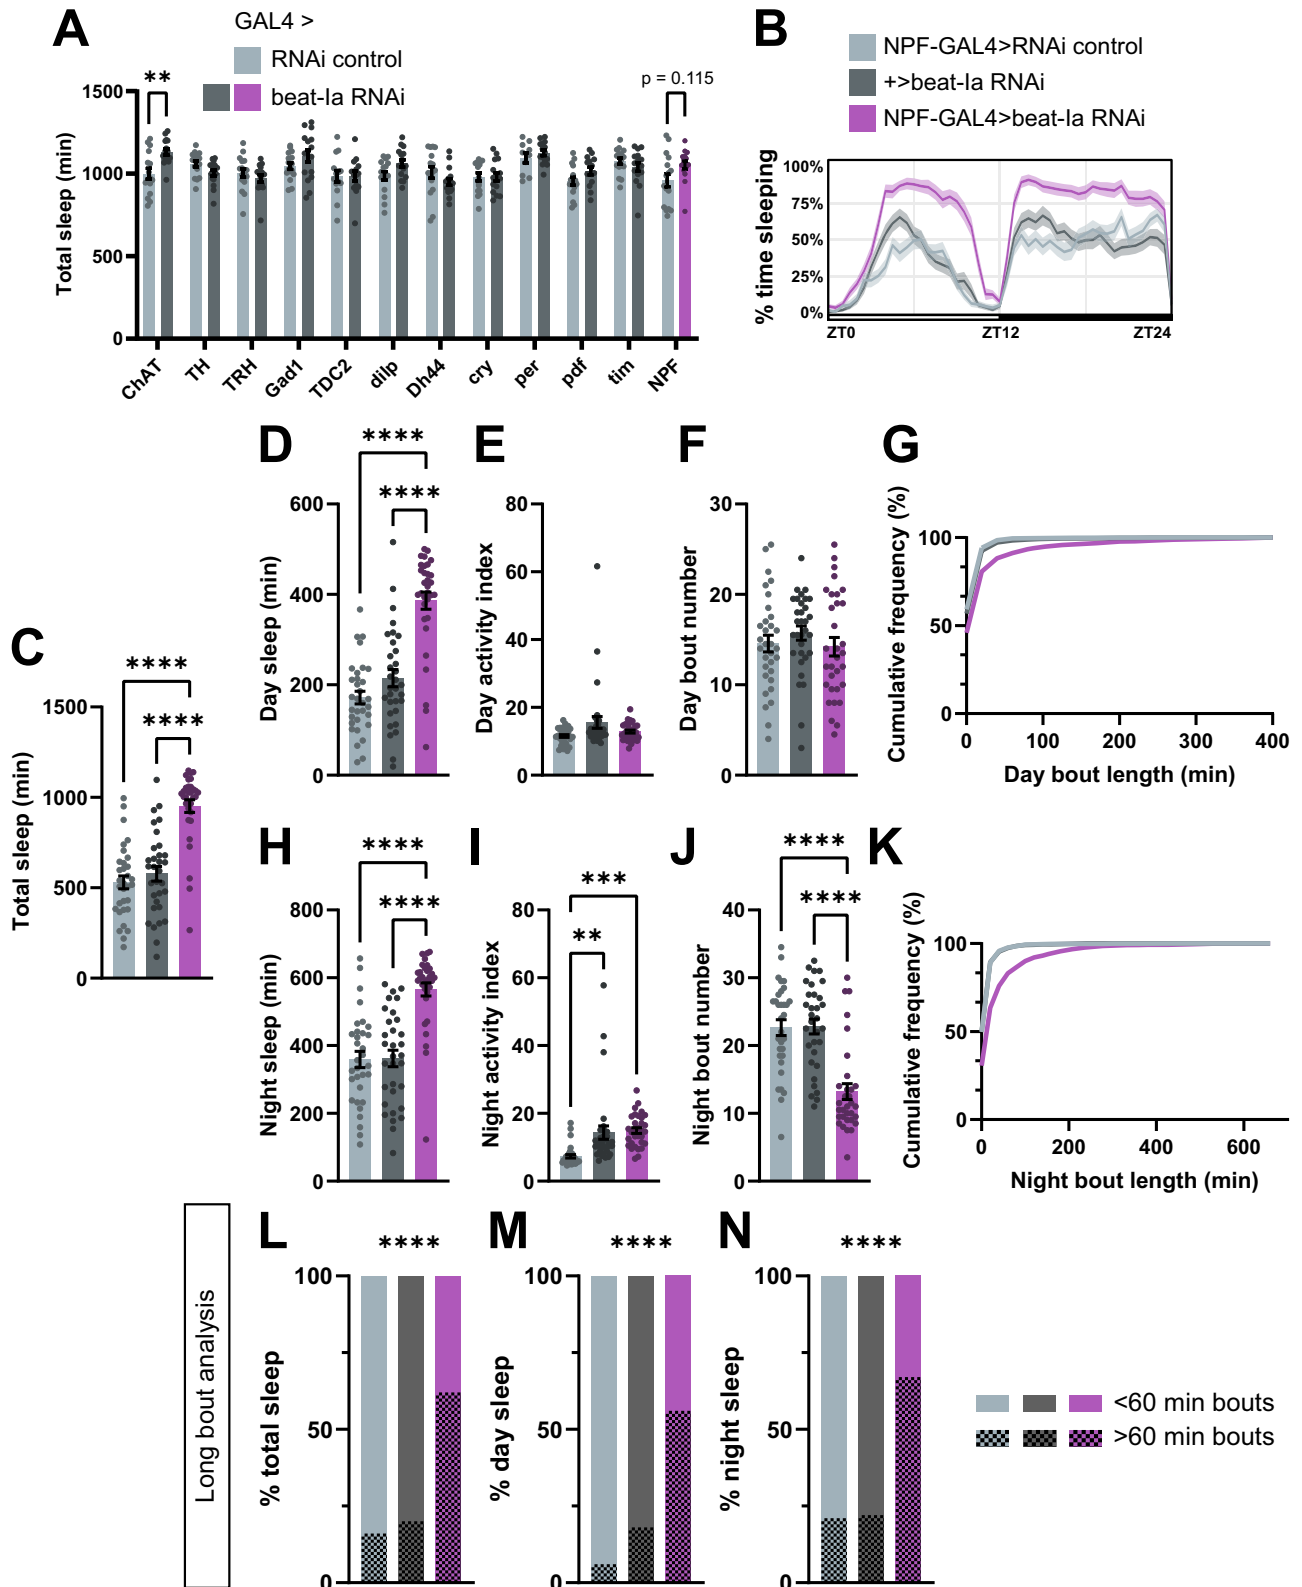 A
GAL4 >
RNAi control
beat-Ia RNAi
**
p = 0.115
Total sleep (min)
1500
1000
500
0
ChAT
TH
TRH
Gad1
TDC2
dilp
Dh44
cry
per
pdf
tim
NPF
B
NPF-GAL4>RNAi control
+>beat-Ia RNAi
NPF-GAL4>beat-Ia RNAi
% time sleeping
100%
75%
50%
25%
0%
ZT0
ZT12
ZT24
C
****
****
Total sleep (min)
1500
1000
500
0
D
****
****
Day sleep (min)
600
400
200
0
E
Day activity index
80
60
40
20
0
F
Day bout number
30
20
10
0
G
Cumulative frequency (%)
100
50
0
0 100 200 300 400
Day bout length (min)
H
****
****
Night sleep (min)
800
600
400
200
0
I
***
**
Night activity index
80
60
40
20
0
J
****
****
Night bout number
40
30
20
10
0
K
Cumulative frequency (%)
100
50
0
0 200 400 600
Night bout length (min)
Long bout analysis
L
****
% total sleep
100
50
0
M
****
% day sleep
100
50
0
N
****
% night sleep
100
50
0
<60 min bouts
>60 min bouts